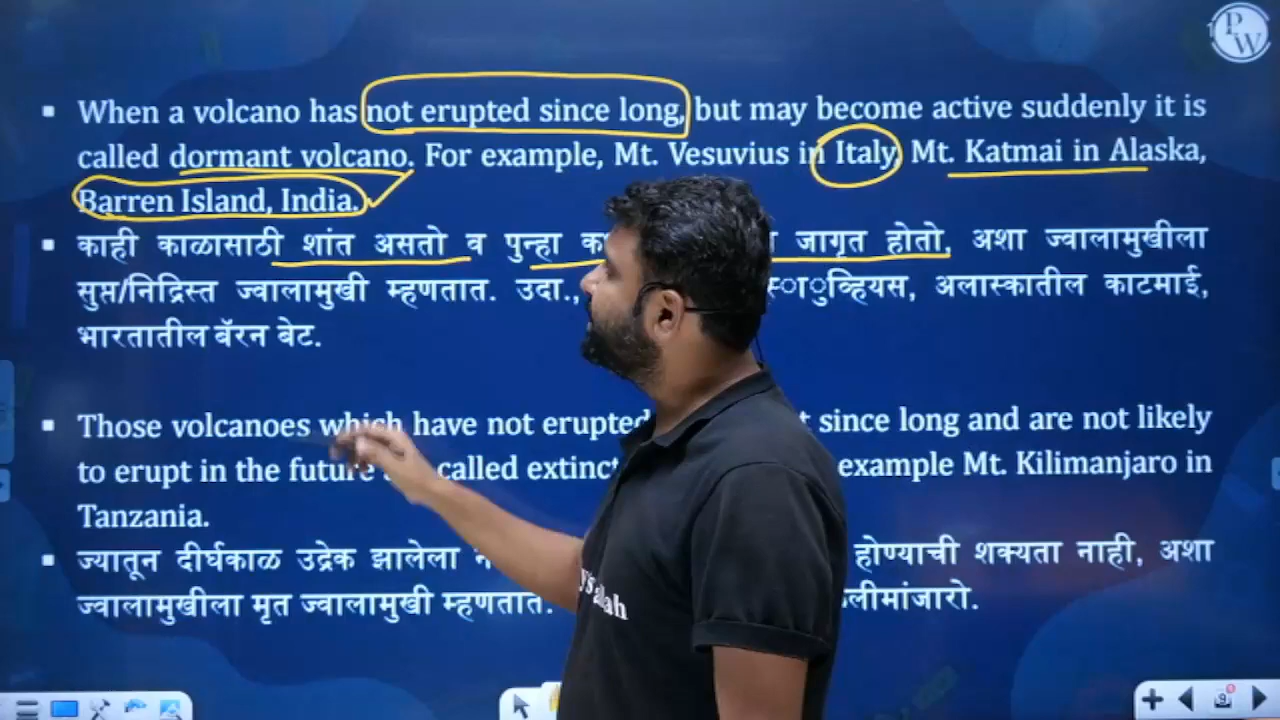 PW
When a volcano has not erupted since long, but may become active suddenly it is
called dormant volcano. For example, Mt. Vesuvius in Italy, Mt. Katmai in Alaska,
Barren Island, India.
काही काळासाठी शांत असतो व पुन्हा जागृत होतो, अशा ज्वालामुखीला
सुप्त/निद्रिस्त ज्वालामुखी म्हणतात. उदा., अलास्कातील काटमाई,
भारतातील बॅरन बेट.
Those volcanoes which have not erupted since long and are not likely
to erupt in the future called extinct example Mt. Kilimanjaro in
Tanzania.
ज्यातून दीर्घकाळ उद्रेक झालेला होण्याची शक्यता नाही, अशा
ज्वालामुखीला मृत ज्वालामुखी म्हणतात.